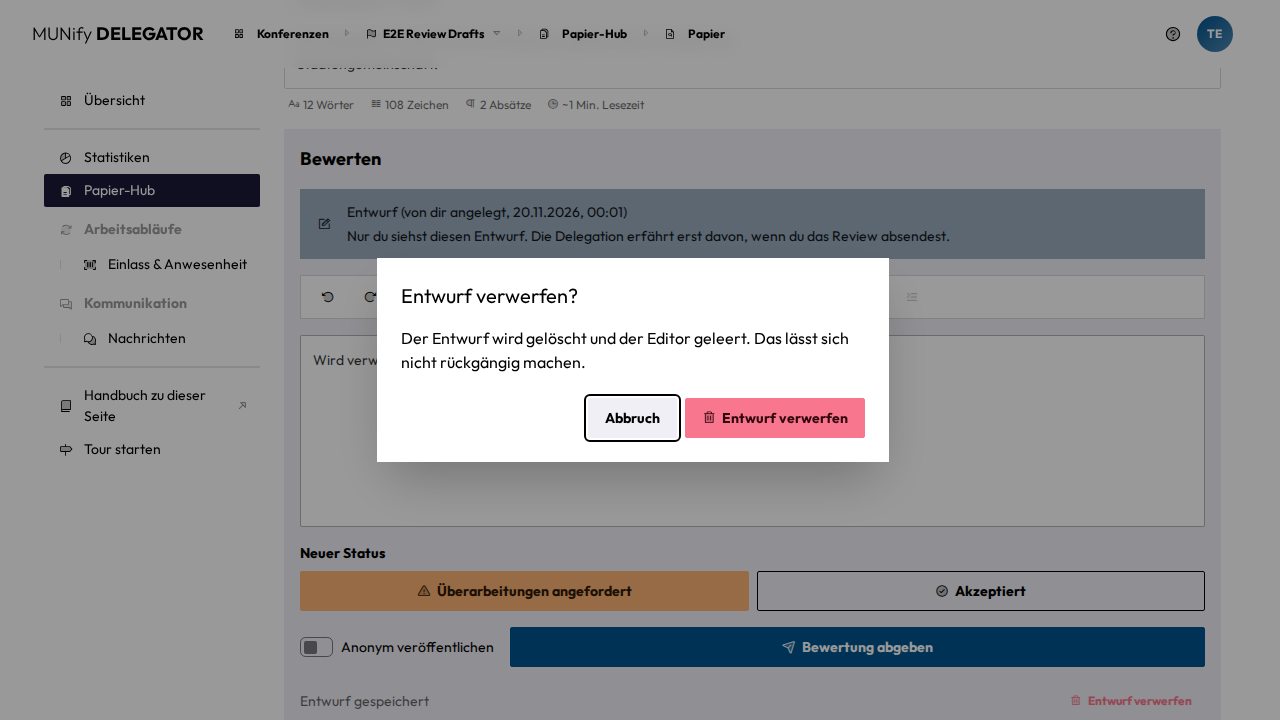 MUNify DELEGATOR
Konferenzen
E2E Review Drafts
Papier-Hub
Papier
TE
Übersicht
Statistiken
Papier-Hub
Arbeitsabläufe
Einlass & Anwesenheit
Kommunikation
Nachrichten
Handbuch zu dieser
Seite
Tour starten
12 Wörter
108 Zeichen
2 Absätze
~1 Min. Lesezeit
Bewerten
Entwurf (von dir angelegt, 20.11.2026, 00:01)
Nur du siehst diesen Entwurf. Die Delegation erfährt erst davon, wenn du das Review absendest.
Wird verw
Entwurf verwerfen?
Der Entwurf wird gelöscht und der Editor geleert. Das lässt sich
nicht rückgängig machen.
Abbruch
Entwurf verwerfen
Neuer Status
Überarbeitungen angefordert
Akzeptiert
Anonym veröffentlichen
Bewertung abgeben
Entwurf gespeichert
Entwurf verwerfen